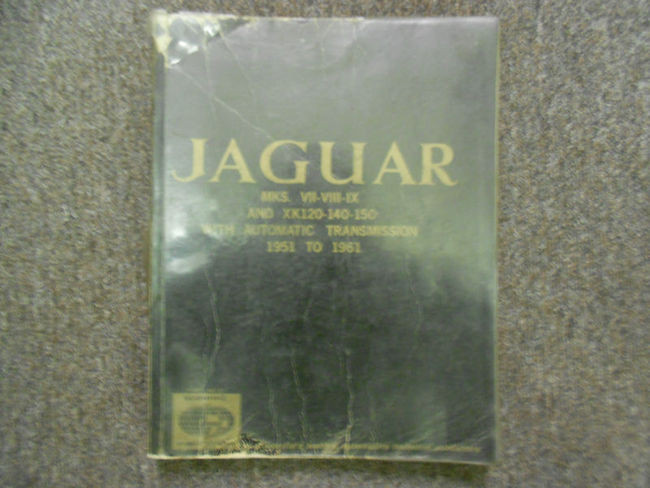 JAGUAR
MKS. VII-VIII-IX
AND XK120-140-150
WITH AUTOMATIC TRANSMISSION
1951 TO 1961